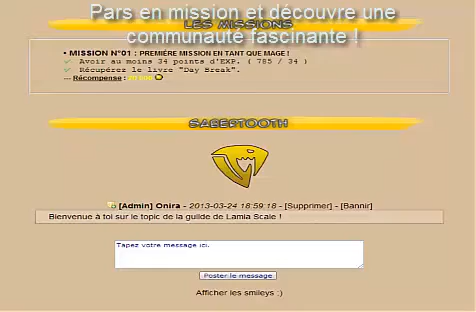 Pars en mission et découvre une
communauté fascinante !
LES MISSIONS
• MISSION N°01 : PREMIÈRE MISSION EN TANT QUE MAGE !
Avoir au moins 34 points d'EXP. ( 785 / 34 )
Récupérez le livre "Day Break".
--- Récompense :
SABERTOOTH
[Admin] Onira - 2013-03-24 18:59:18 - [Supprimer] - [Bannir]
Bienvenue à toi sur le topic de la guilde de Lamia Scale !
Tapez votre message ici.
Poster le message
Afficher les smileys :)